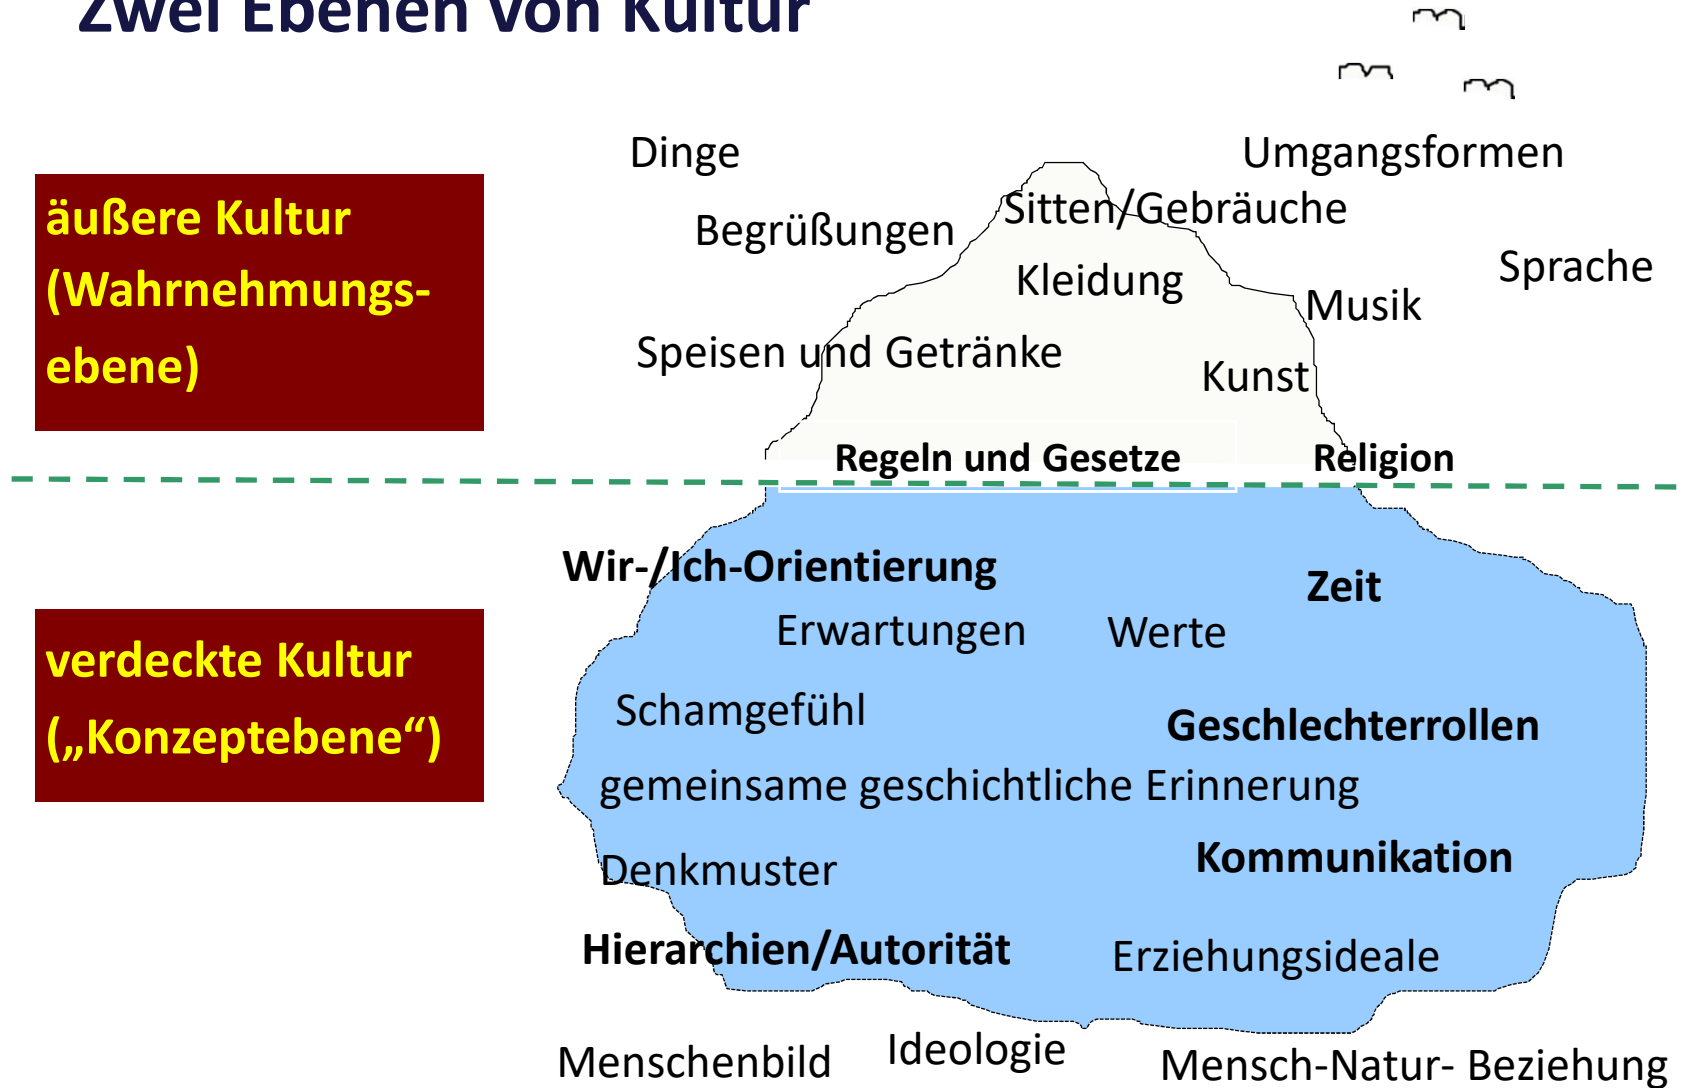 Zwei Ebenen von Kultur
Dinge
Umgangsformen
äußere Kultur
(Wahrnehmungs-
ebene)
Begrüßungen
Sitten/Gebräuche
Sprache
Kleidung
Musik
Speisen und Getränke
Kunst
Regeln und Gesetze
Religion
Wir-/Ich-Orientierung
Zeit
Erwartungen
Werte
verdeckte Kultur
(„Konzeptebene“)
Schamgefühl
Geschlechterrollen
gemeinsame geschichtliche Erinnerung
Kommunikation
Denkmuster
Hierarchien/Autorität
Erziehungsideale
Menschenbild
Ideologie
Mensch-Natur- Beziehung